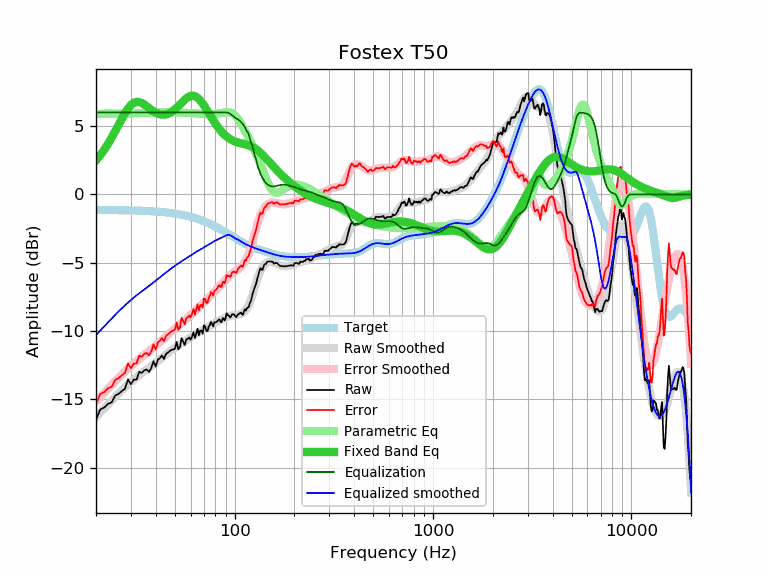 Fostex T50
Amplitude (dBr)
5
0
−5
−10
−15
−20
Target
Raw Smoothed
Error Smoothed
Raw
Error
Parametric Eq
Fixed Band Eq
Equalization
Equalized smoothed
100
1000
10000
Frequency (Hz)